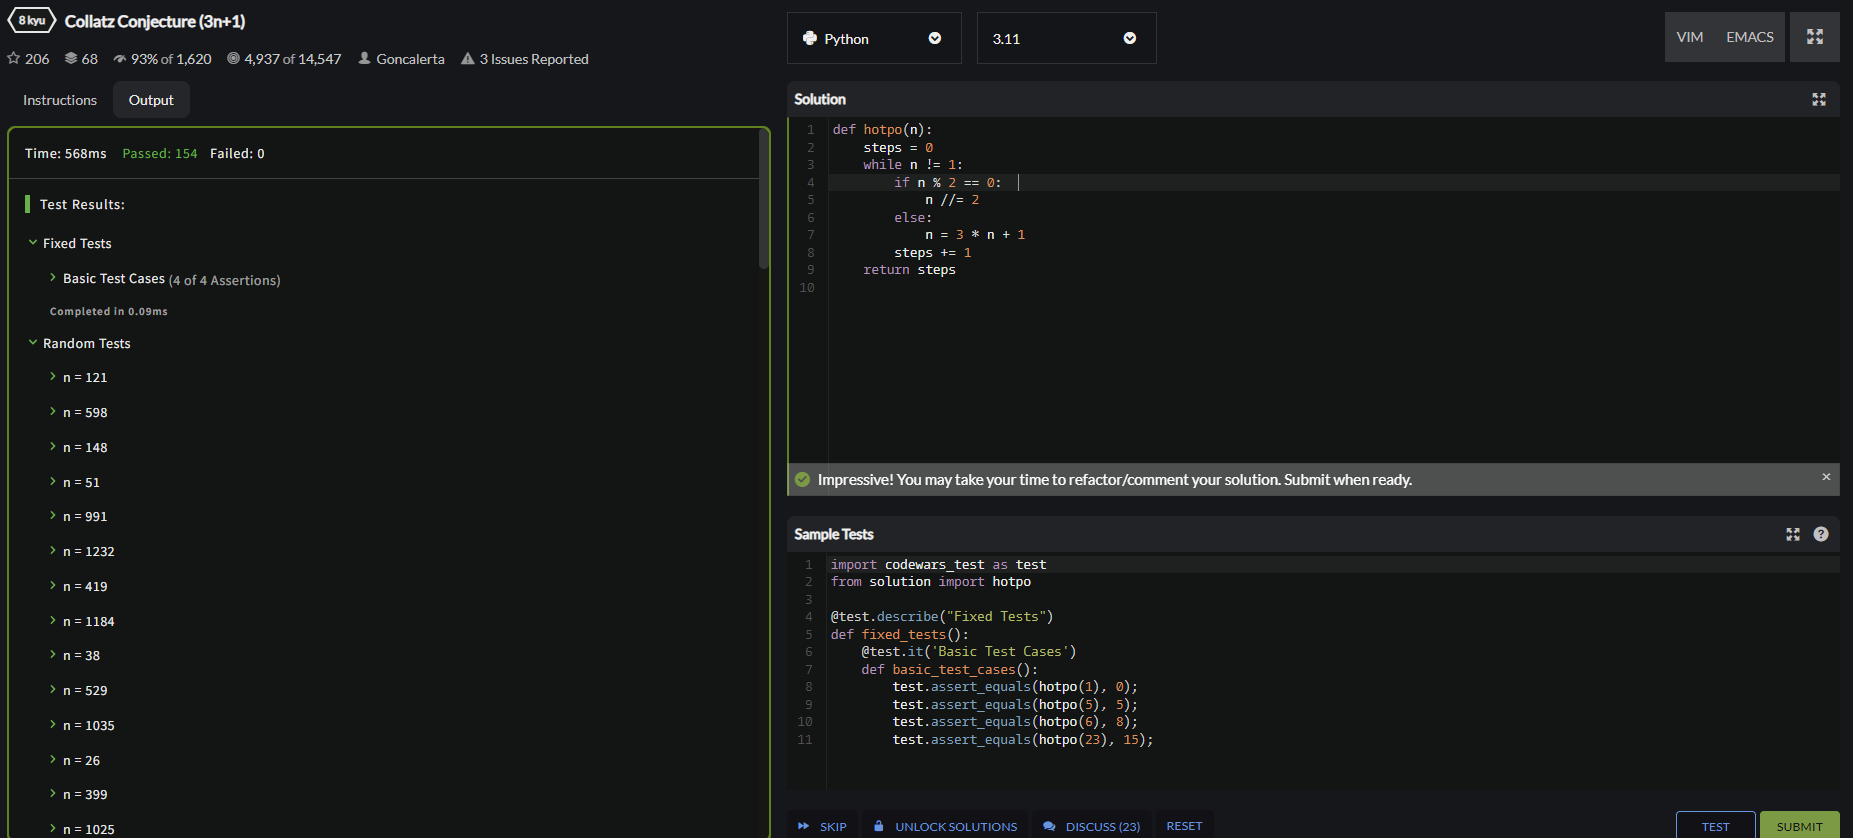 8 kyu Collatz Conjecture (3n+1)
206 68 93% of 1,620 4,937 of 14,547 Goncalerta 3 Issues Reported
Instructions Output
Time: 568ms Passed: 154 Failed: 0
Test Results:
Fixed Tests
Basic Test Cases (4 of 4 Assertions)
Completed in 0.09ms
Random Tests
n = 121
n = 598
n = 148
n = 51
n = 991
n = 1232
n = 419
n = 1184
n = 38
n = 529
n = 1035
n = 26
n = 399
n = 1025
Python 3.11 VIM EMACS
Solution
1 def hotpo(n):
2 steps = 0
3 while n != 1:
4 if n % 2 == 0:
5 n //= 2
6 else:
7 n = 3 * n + 1
8 steps += 1
9 return steps
10
Impressive! You may take your time to refactor/comment your solution. Submit when ready. ×
Sample Tests ?
1 import codewars_test as test
2 from solution import hotpo
3
4 @test.describe("Fixed Tests")
5 def fixed_tests():
6 @test.it('Basic Test Cases')
7 def basic_test_cases():
8 test.assert_equals(hotpo(1), 0);
9 test.assert_equals(hotpo(5), 5);
10 test.assert_equals(hotpo(6), 8);
11 test.assert_equals(hotpo(23), 15);
SKIP UNLOCK SOLUTIONS DISCUSS (23) RESET TEST SUBMIT